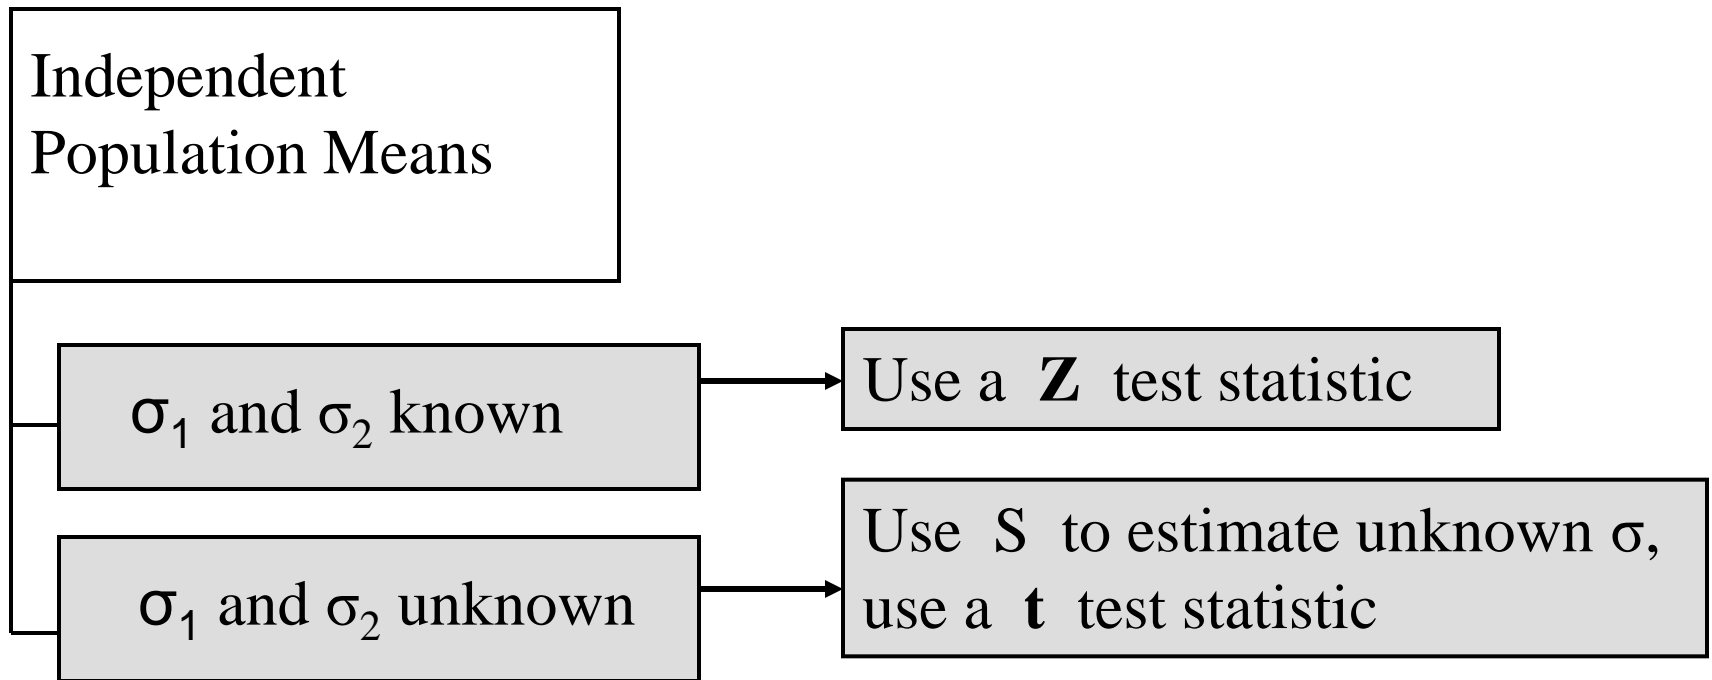 Independent
Population Means
σ₁ and σ₂ known
Use a Z test statistic
σ₁ and σ₂ unknown
Use S to estimate unknown σ,
use a t test statistic